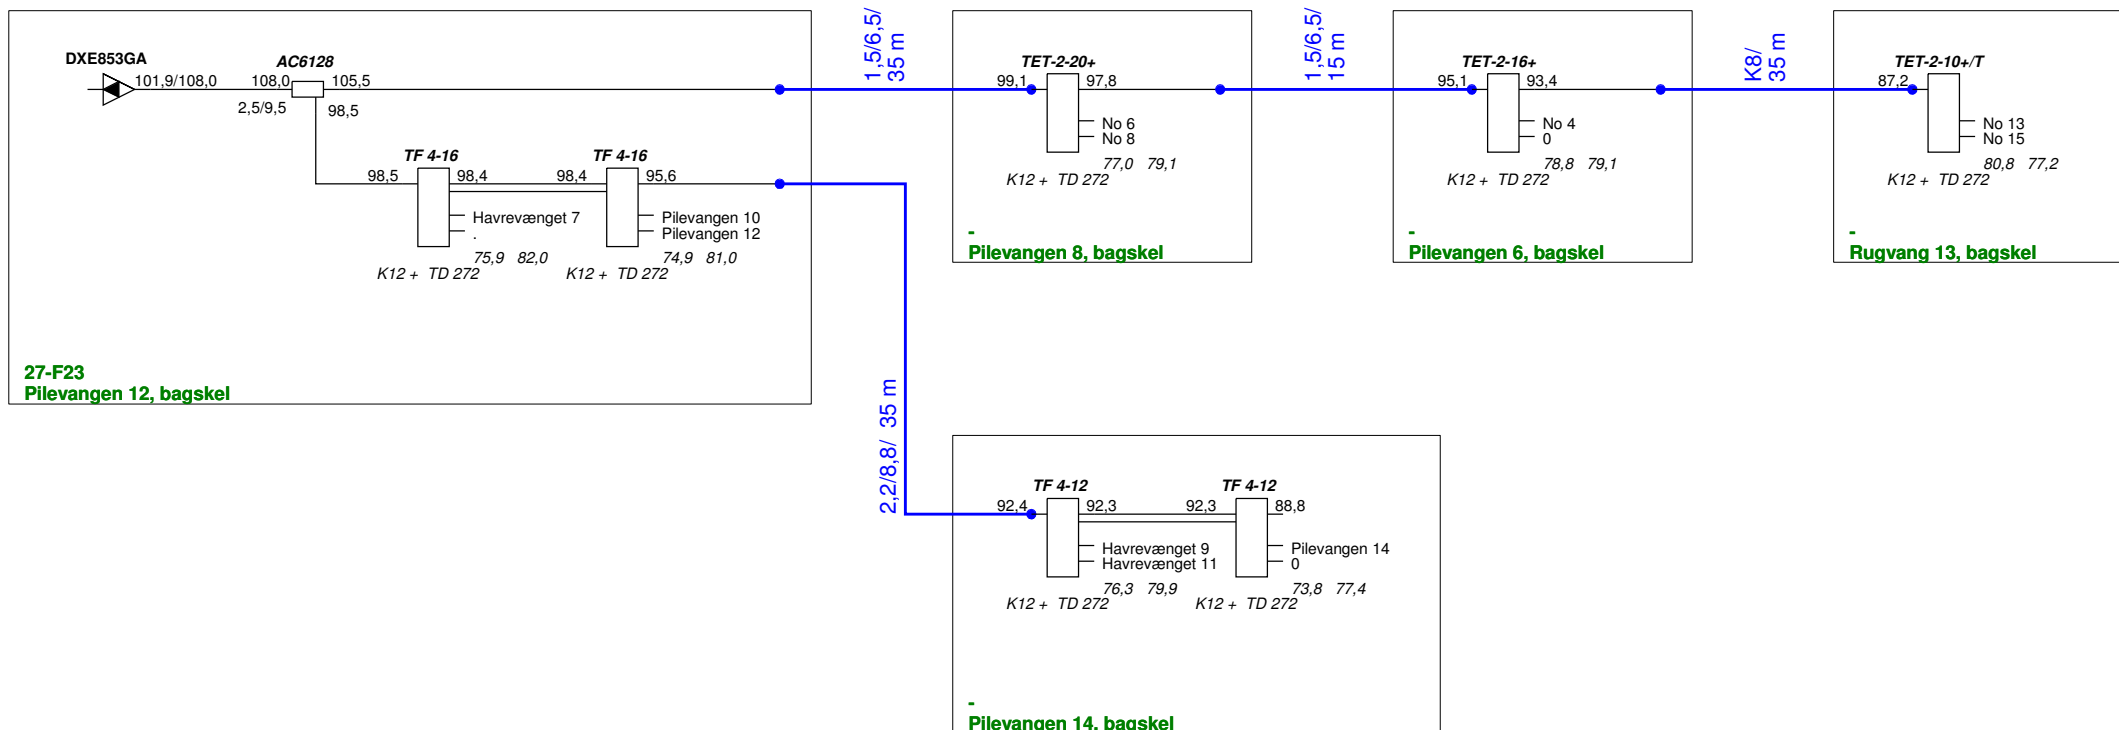 DXE853GA
101,9/108,0
AC6128
108,0
105,5
2,5/9,5
98,5
TF 4-16
98,5
98,4
Havrevænget 7
.
75,9 82,0
K12 + TD 272
TF 4-16
98,4
95,6
Pilevangen 10
Pilevangen 12
74,9 81,0
K12 + TD 272
27-F23
Pilevangen 12, bagskel
1,5/6,5/
35 m
TET-2-20+
99,1
97,8
No 6
No 8
77,0 79,1
K12 + TD 272
-
Pilevangen 8, bagskel
1,5/6,5/
15 m
TET-2-16+
95,1
93,4
No 4
0
78,8 79,1
K12 + TD 272
-
Pilevangen 6, bagskel
K8/
35 m
TET-2-10+/T
87,2
No 13
No 15
80,8 77,2
K12 + TD 272
-
Rugvang 13, bagskel
2,2/8,8/ 35 m
TF 4-12
92,4
92,3
Havrevænget 9
Havrevænget 11
76,3 79,9
K12 + TD 272
TF 4-12
92,3
88,8
Pilevangen 14
0
73,8 77,4
K12 + TD 272
-
Pilevangen 14, bagskel